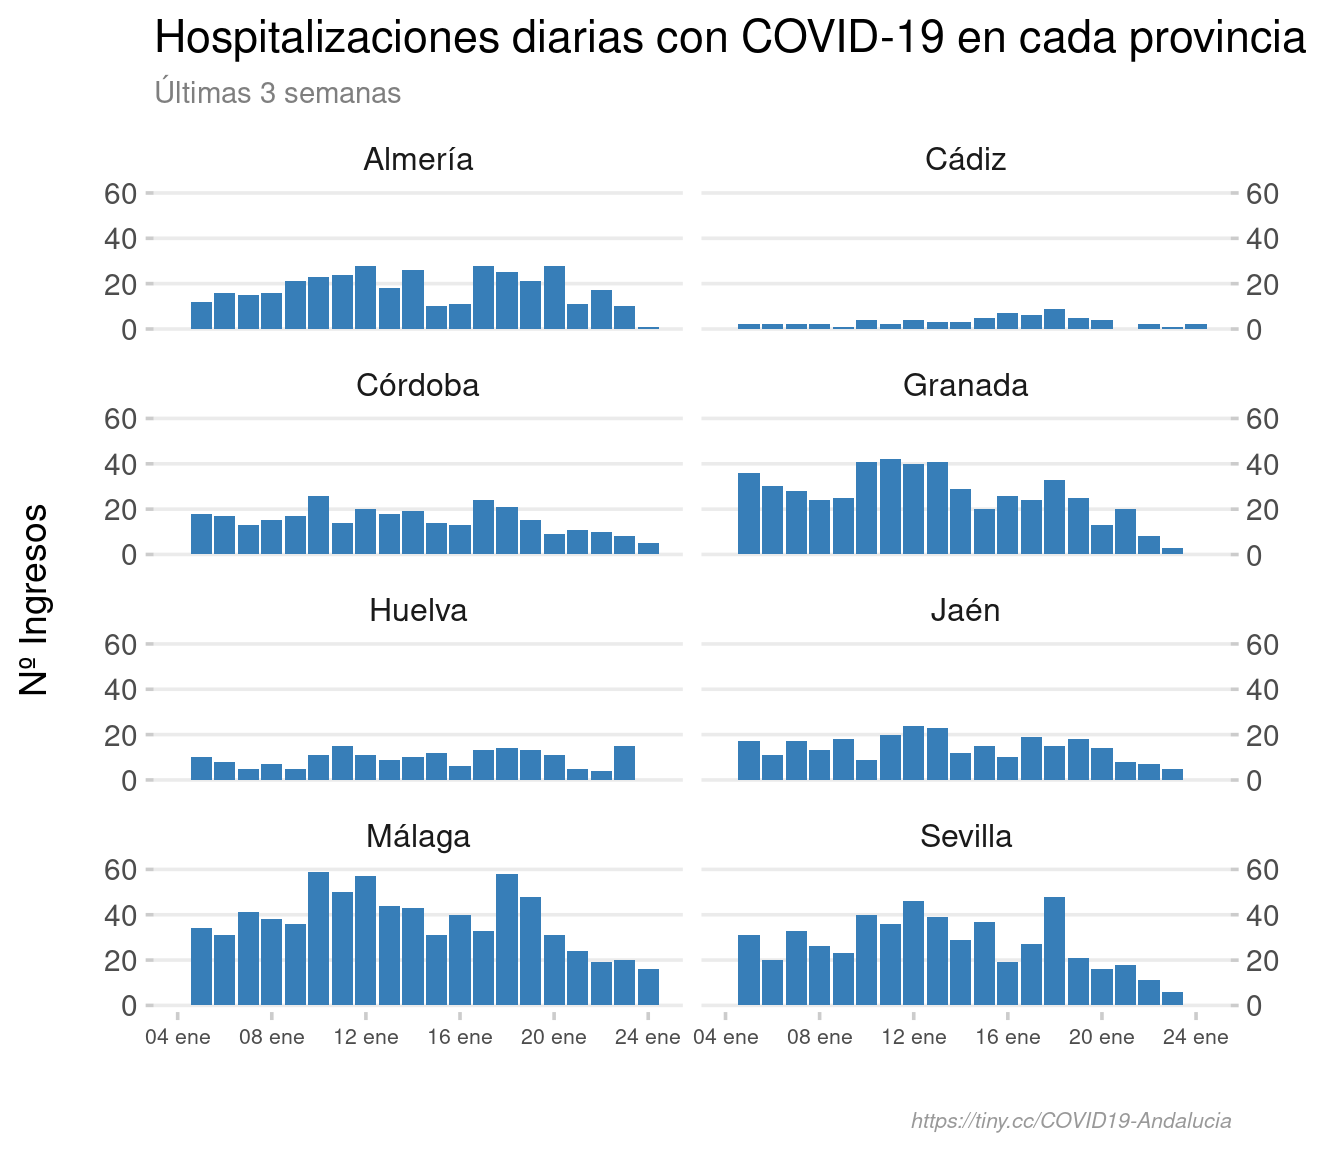 Hospitalizaciones diarias con COVID-19 en cada provincia
Últimas 3 semanas
Nº Ingresos
Almería
Cádiz
60
40
20
0
60
40
20
0
Córdoba
Granada
60
40
20
0
60
40
20
0
Huelva
Jaén
60
40
20
0
60
40
20
0
Málaga
Sevilla
60
40
20
0
60
40
20
0
04 ene 08 ene 12 ene 16 ene 20 ene 24 ene
04 ene 08 ene 12 ene 16 ene 20 ene 24 ene
https://tiny.cc/COVID19-Andalucia